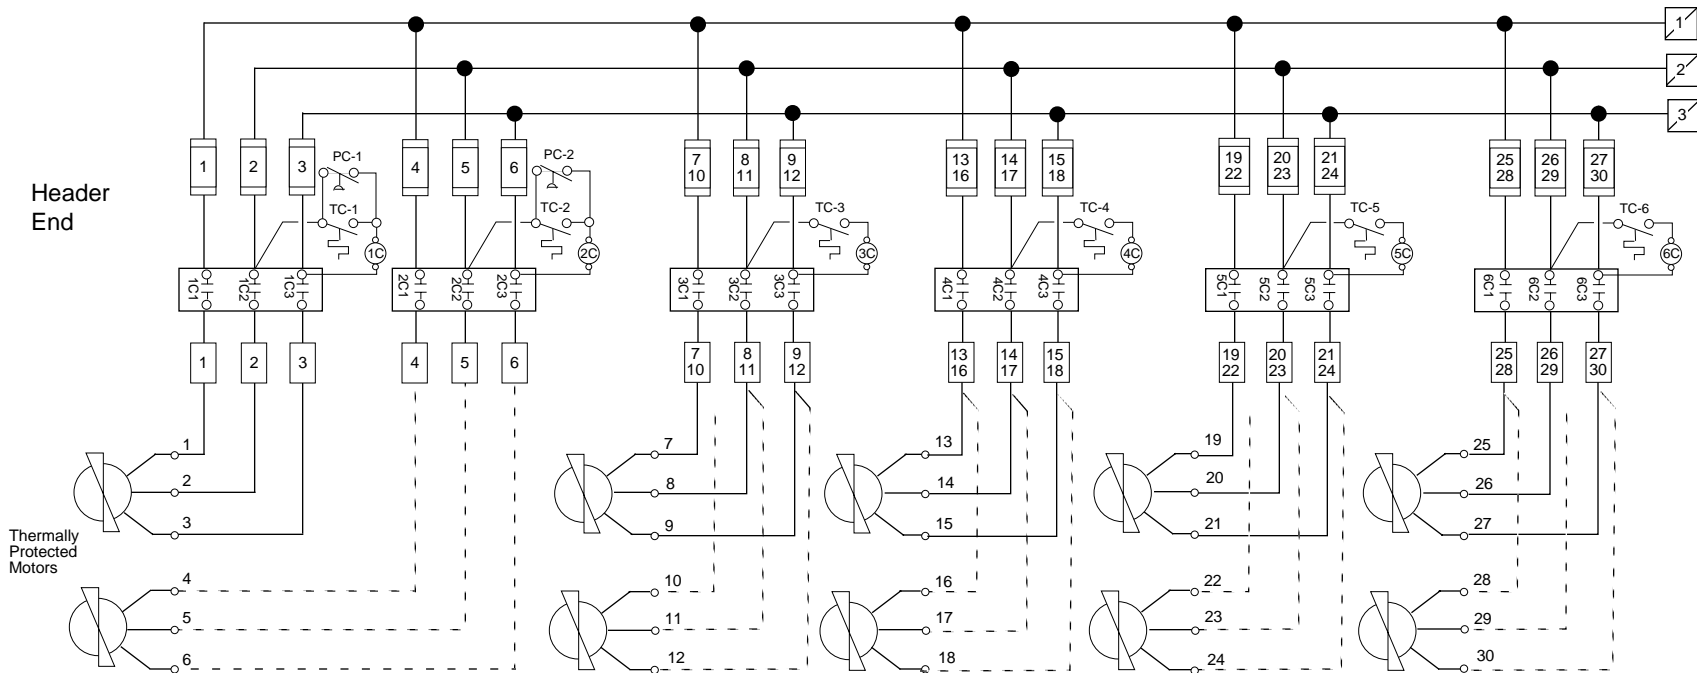 1
2
3
Header
End
1 2 3 PC-1 4 5 6 PC-2
7 8 9 13 14 15 19 20 21 25 26 27
10 11 12 16 17 18 22 23 24 28 29 30
TC-1 TC-2 TC-3 TC-4 TC-5 TC-6
1C 2C 3C 4C 5C 6C
1C1 1C2 1C3 2C1 2C2 2C3 3C1 3C2 3C3 4C1 4C2 4C3 5C1 5C2 5C3 6C1 6C2 6C3
1 2 3 4 5 6
7 8 9 13 14 15 19 20 21 25 26 27
10 11 12 16 17 18 22 23 24 28 29 30
1 7 13 19 25
2 8 14 20 26
3 9 15 21 27
Thermally
Protected
Motors
4 10 16 22 28
5 11 17 23 29
6 12 18 24 30